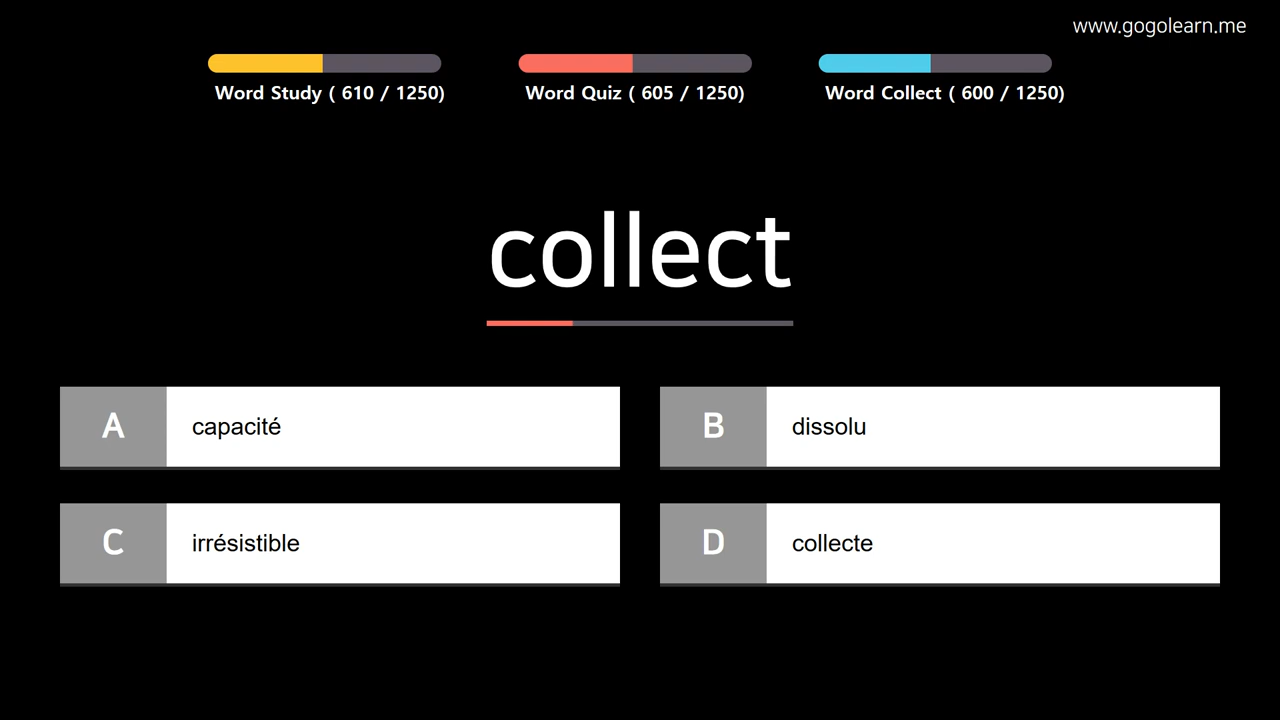 www.gogolearn.me
Word Study ( 610 / 1250)
Word Quiz ( 605 / 1250)
Word Collect ( 600 / 1250)
collect
A capacité
B dissolu
C irrésistible
D collecte